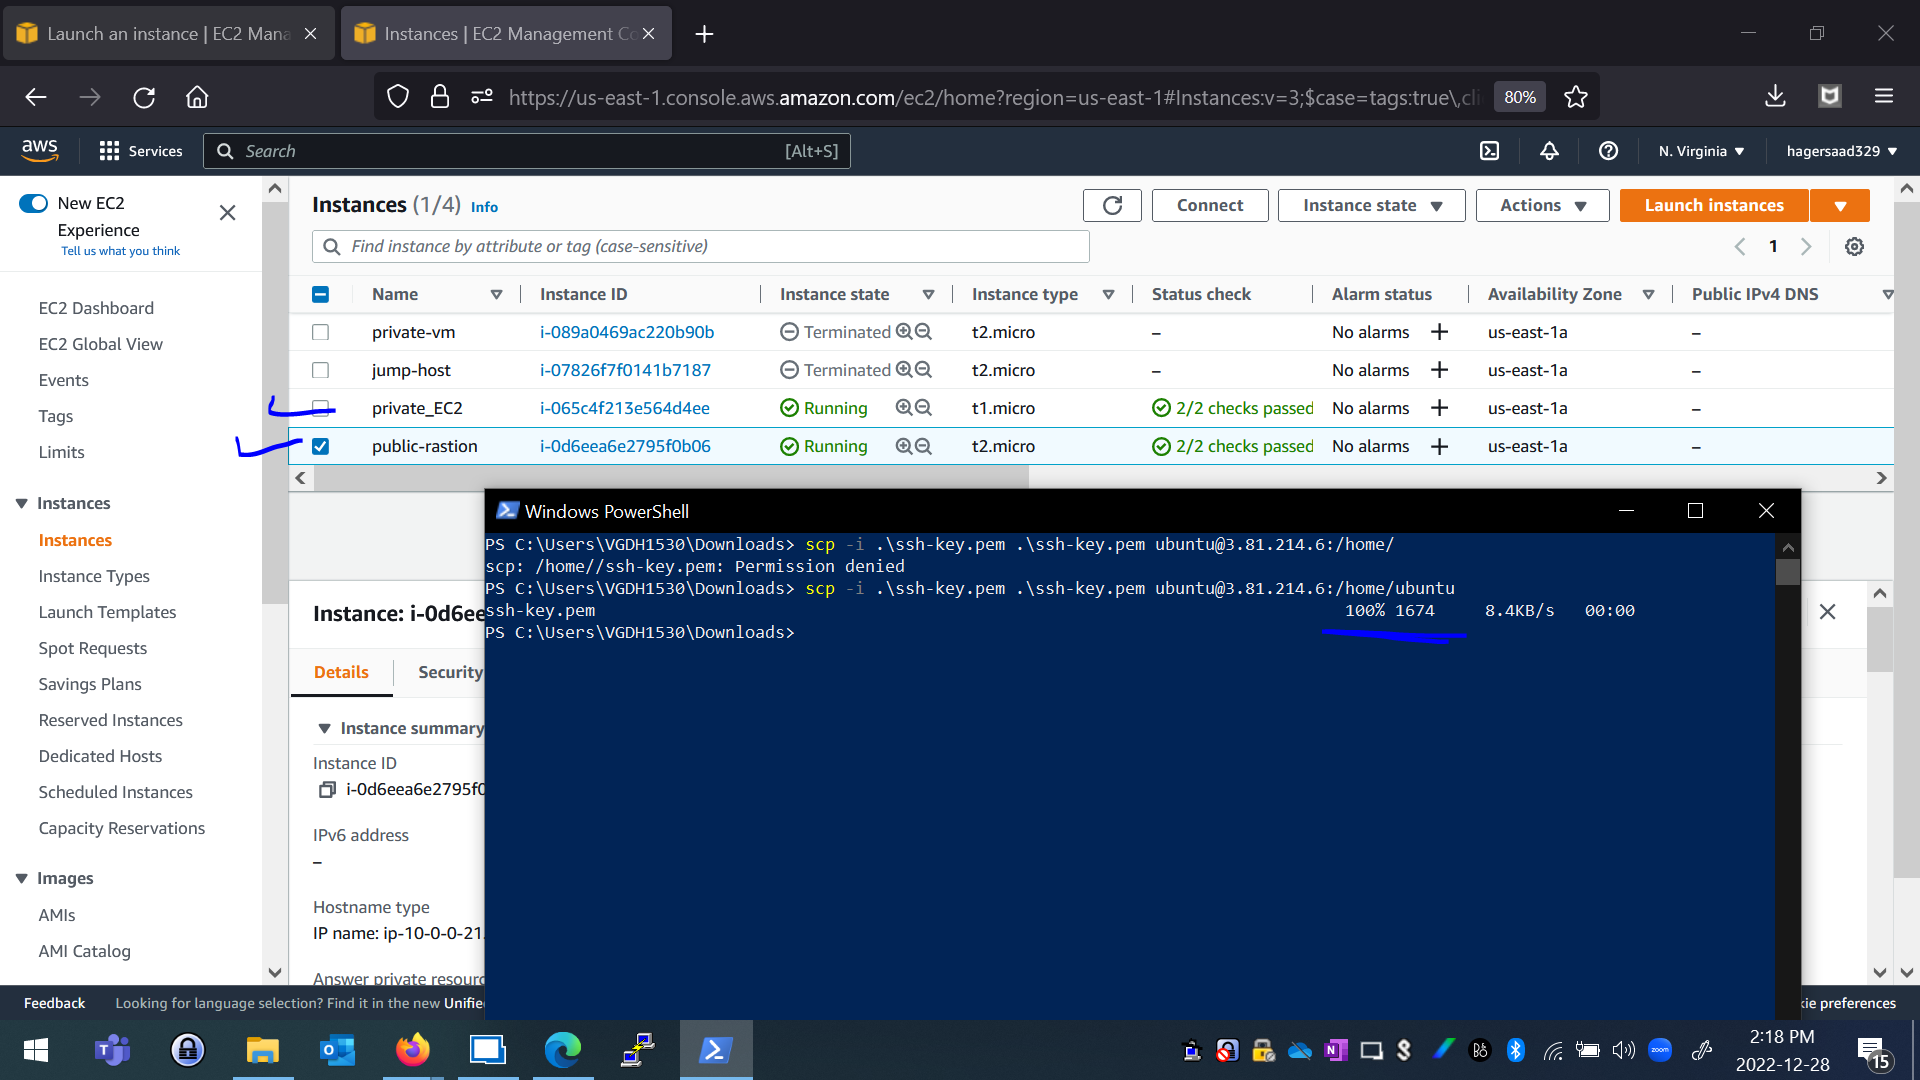 Launch an instance | EC2 Mana
Instances | EC2 Management Co
https://us-east-1.console.aws.amazon.com/ec2/home?region=us-east-1#Instances:v=3;$case=tags:true\,cli
80%
aws
Services
Search
[Alt+S]
N. Virginia
hagersaad329
New EC2
Experience
Tell us what you think
EC2 Dashboard
EC2 Global View
Events
Tags
Limits
Instances
Instances
Instance Types
Launch Templates
Spot Requests
Savings Plans
Reserved Instances
Dedicated Hosts
Scheduled Instances
Capacity Reservations
Images
AMIs
AMI Catalog
Instances (1/4) Info
Connect
Instance state
Actions
Launch instances
Find instance by attribute or tag (case-sensitive)
1
Name Instance ID Instance state Instance type Status check Alarm status Availability Zone Public IPv4 DNS
private-vm i-089a0469ac220b90b Terminated t2.micro – No alarms + us-east-1a –
jump-host i-07826f7f0141b7187 Terminated t2.micro – No alarms + us-east-1a –
private_EC2 i-065c4f213e564d4ee Running t1.micro 2/2 checks passed No alarms + us-east-1a –
public-rastion i-0d6eea6e2795f0b06 Running t2.micro 2/2 checks passed No alarms + us-east-1a –
Instance: i-0d6ee
Details
Security
Instance summary
Instance ID
i-0d6eea6e2795f0
IPv6 address
–
Hostname type
IP name: ip-10-0-0-21.
Answer private resourc
Windows PowerShell
PS C:\Users\VGDH1530\Downloads> scp -i .\ssh-key.pem .\ssh-key.pem ubuntu@3.81.214.6:/home/
scp: /home//ssh-key.pem: Permission denied
PS C:\Users\VGDH1530\Downloads> scp -i .\ssh-key.pem .\ssh-key.pem ubuntu@3.81.214.6:/home/ubuntu
ssh-key.pem 100% 1674 8.4KB/s 00:00
PS C:\Users\VGDH1530\Downloads>
Feedback
Looking for language selection? Find it in the new Unifie
kie preferences
zoom
2:18 PM
2022-12-28
15